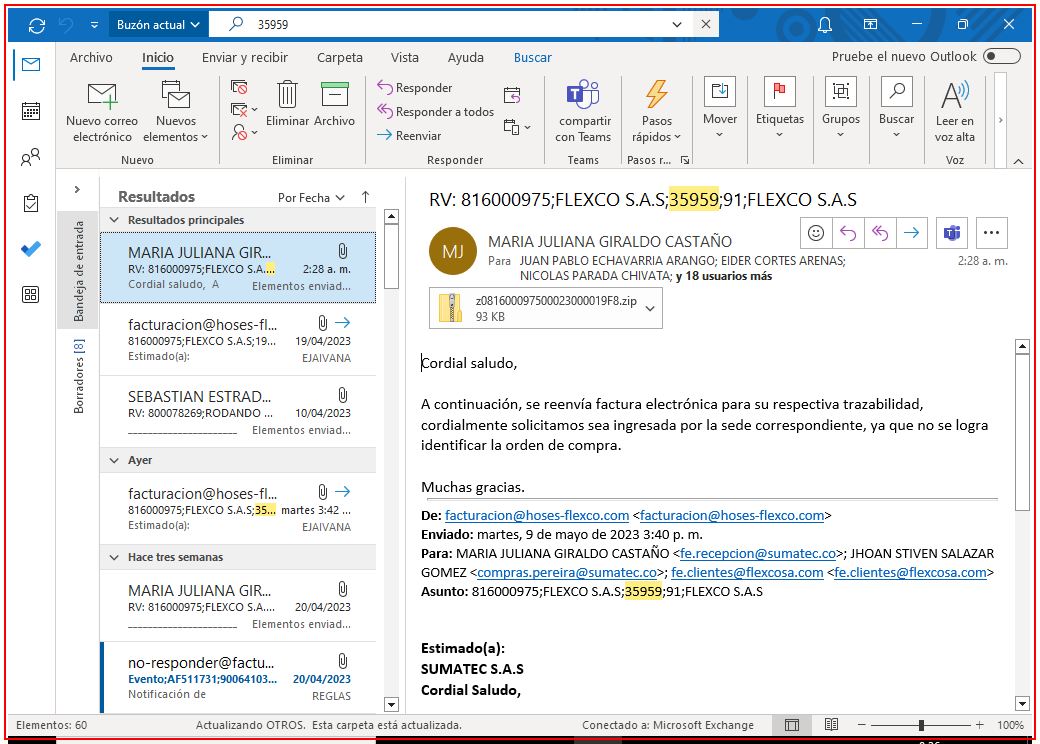 Buzón actual
35959
Archivo Inicio Enviar y recibir Carpeta Vista Ayuda Buscar
Pruebe el nuevo Outlook
Nuevo correo electrónico
Nuevos elementos
Nuevo
Eliminar
Archivo
Eliminar
Responder
Responder a todos
Reenviar
Responder
compartir con Teams
Teams
Pasos rápidos
Pasos r...
Mover
Etiquetas
Grupos
Buscar
Leer en voz alta
Voz
Bandeja de entrada
Borradores [8]
Resultados
Por Fecha
Resultados principales
MARIA JULIANA GIR...
RV: 816000975;FLEXCO S.A.... 2:28 a. m.
Cordial saludo, A Elementos enviad...
facturacion@hoses-fl...
816000975;FLEXCO S.A.S;19... 19/04/2023
Estimado(a): EJAIVANA
SEBASTIAN ESTRAD...
RV: 800078269;RODANDO ... 10/04/2023
______________________ Elementos enviad...
Ayer
facturacion@hoses-fl...
816000975;FLEXCO S.A.S;35... martes 3:42 ...
Estimado(a): EJAIVANA
Hace tres semanas
MARIA JULIANA GIR...
RV: 816000975;FLEXCO S.A.... 20/04/2023
______________________ Elementos enviad...
no-responder@factu...
Evento;AF511731;90064103... 20/04/2023
Notificación de REGLAS
RV: 816000975;FLEXCO S.A.S;35959;91;FLEXCO S.A.S
MJ
MARIA JULIANA GIRALDO CASTAÑO
Para JUAN PABLO ECHAVARRIA ARANGO; EIDER CORTES ARENAS;
NICOLAS PARADA CHIVATA; y 18 usuarios más
2:28 a. m.
z081600097500023000019F8.zip
93 KB
Cordial saludo,
A continuación, se reenvía factura electrónica para su respectiva trazabilidad,
cordialmente solicitamos sea ingresada por la sede correspondiente, ya que no se logra
identificar la orden de compra.
Muchas gracias.
De: facturacion@hoses-flexco.com <facturacion@hoses-flexco.com>
Enviado: martes, 9 de mayo de 2023 3:40 p. m.
Para: MARIA JULIANA GIRALDO CASTAÑO <fe.recepcion@sumatec.co>; JHOAN STIVEN SALAZAR
GOMEZ <compras.pereira@sumatec.co>; fe.clientes@flexcosa.com <fe.clientes@flexcosa.com>
Asunto: 816000975;FLEXCO S.A.S;35959;91;FLEXCO S.A.S
Estimado(a):
SUMATEC S.A.S
Cordial Saludo,
Elementos: 60
Actualizando OTROS. Esta carpeta está actualizada.
Conectado a: Microsoft Exchange
100%